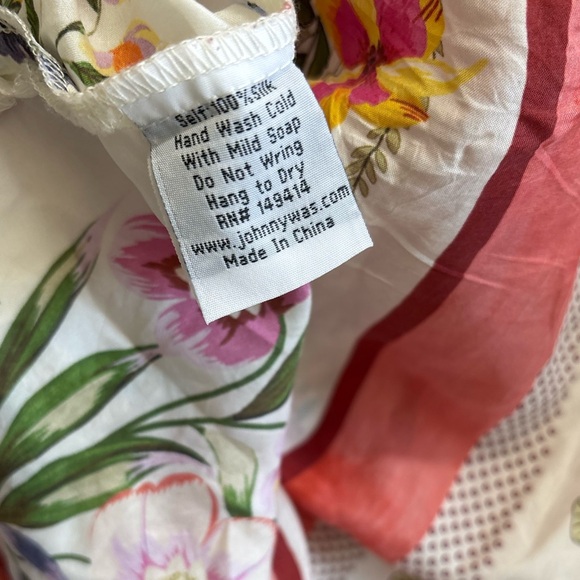 Self:100%silk
Hand Wash Cold
With Mild Soap
Do Not Wring
Hang to Dry
RN# 149414
www.johnnywas.com
Made In China